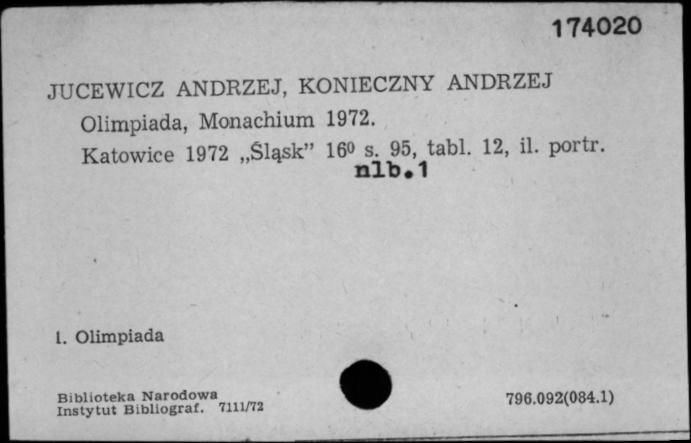 174020
JUCEWICZ ANDRZEJ, KONIECZNY ANDRZEJ
Olimpiada, Monachium 1972.
Katowice 1972 „Śląsk” 16⁰ s. 95, tabl. 12, il. portr.
nlb.1
1. Olimpiada
Biblioteka Narodowa
Instytut Bibliograf. 7111/72
796.092(084.1)